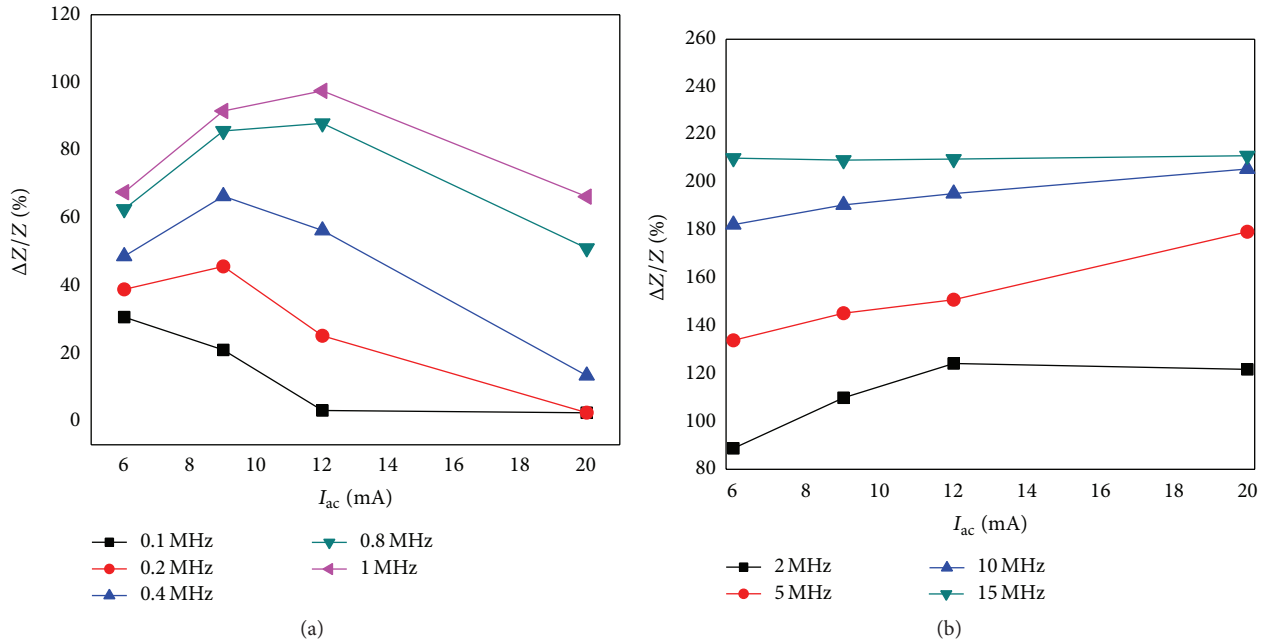 120
100
80
60
40
20
0
ΔZ/Z (%)
6 8 10 12 14 16 18 20
I_ac (mA)
0.1 MHz 0.8 MHz
0.2 MHz 1 MHz
0.4 MHz
(a)
260
240
220
200
180
160
140
120
100
80
ΔZ/Z (%)
6 8 10 12 14 16 18 20
I_ac (mA)
2 MHz 10 MHz
5 MHz 15 MHz
(b)